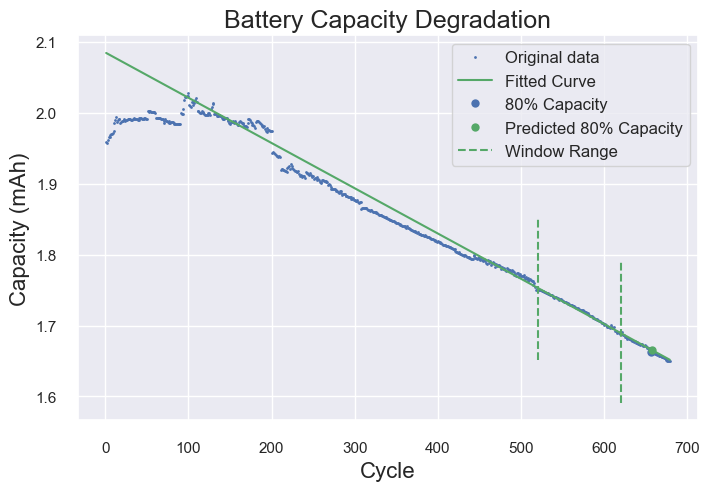 Battery Capacity Degradation
2.1
2.0
1.9
1.8
1.7
1.6
Capacity (mAh)
Original data
Fitted Curve
80% Capacity
Predicted 80% Capacity
Window Range
0 100 200 300 400 500 600 700
Cycle